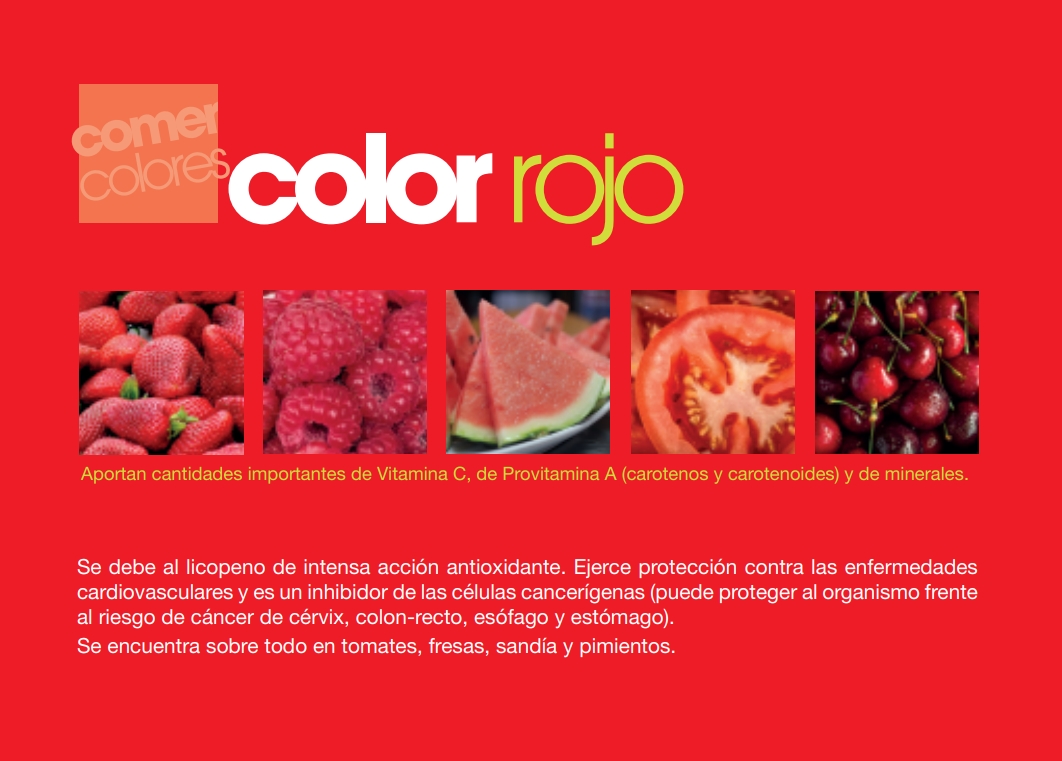 comer
colores
color rojo
Aportan cantidades importantes de Vitamina C, de Provitamina A (carotenos y carotenoides) y de minerales.
Se debe al licopeno de intensa acción antioxidante. Ejerce protección contra las enfermedades
cardiovasculares y es un inhibidor de las células cancerígenas (puede proteger al organismo frente
al riesgo de cáncer de cérvix, colon-recto, esófago y estómago).
Se encuentra sobre todo en tomates, fresas, sandía y pimientos.